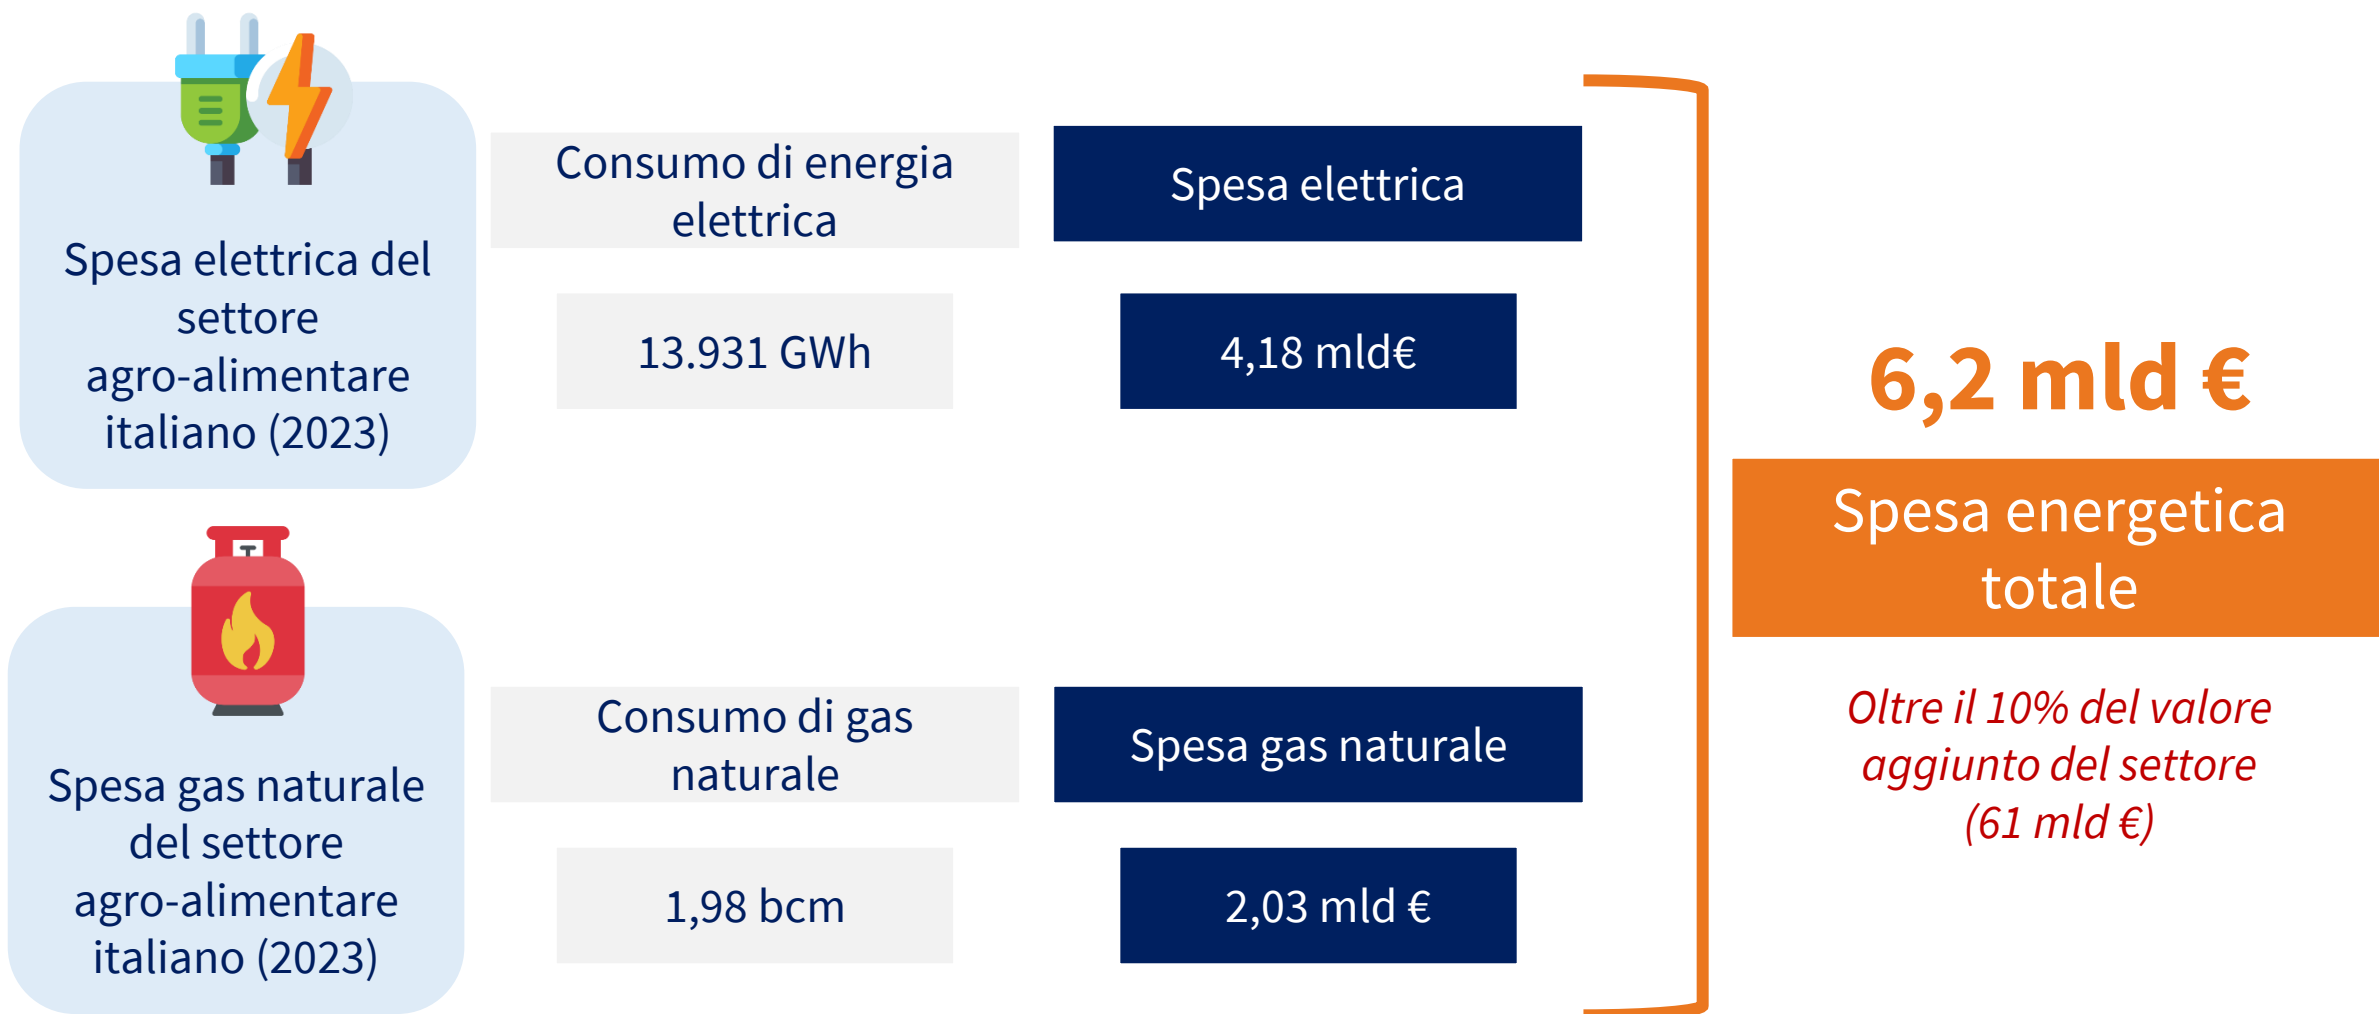 Spesa elettrica del
settore
agro-alimentare
italiano (2023)
Consumo di energia
elettrica
13.931 GWh
Spesa elettrica
4,18 mld€
Spesa gas naturale
del settore
agro-alimentare
italiano (2023)
Consumo di gas
naturale
1,98 bcm
Spesa gas naturale
2,03 mld €
6,2 mld €
Spesa energetica
totale
Oltre il 10% del valore
aggiunto del settore
(61 mld €)